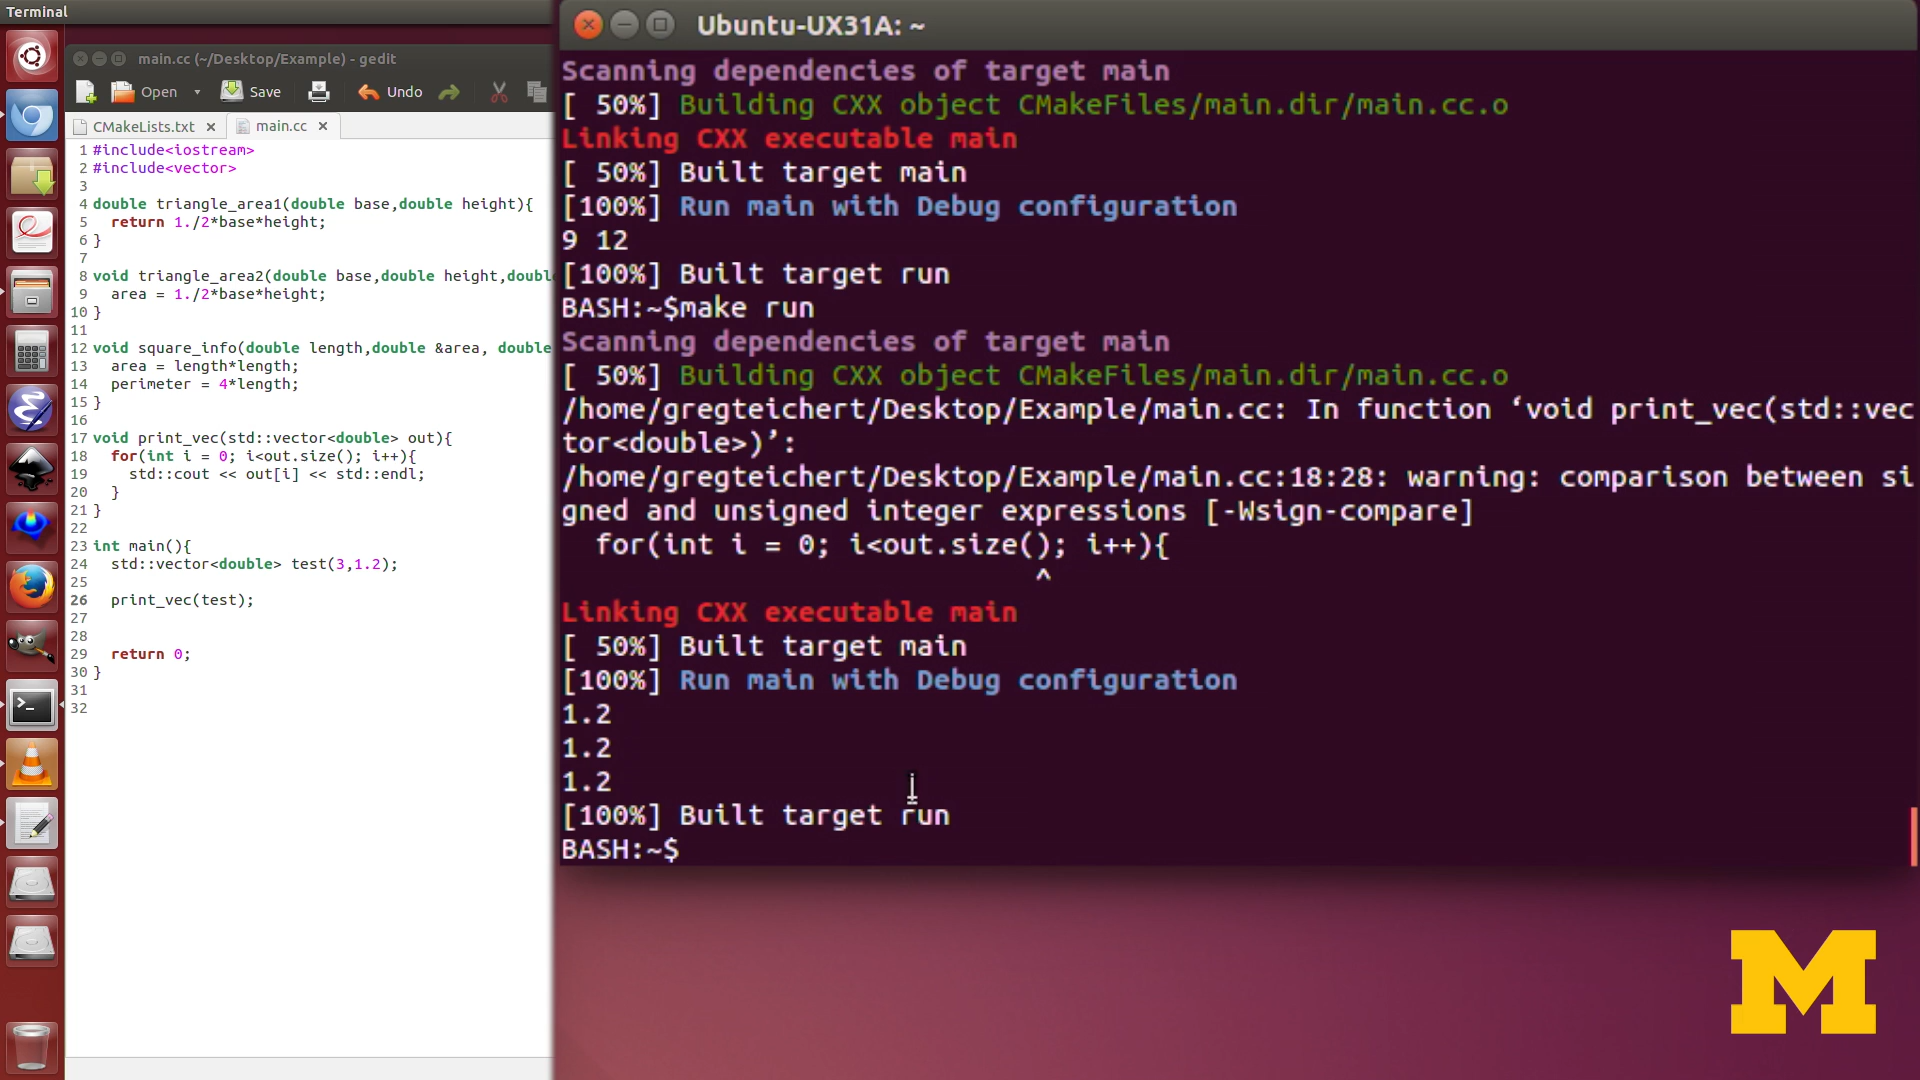 Terminal
main.cc (~/Desktop/Example) - gedit
Open Save Undo
CMakeLists.txt main.cc
1 #include<iostream>
2 #include<vector>
3
4 double triangle_area1(double base,double height){
5 return 1./2*base*height;
6 }
7
8 void triangle_area2(double base,double height,doubl
9 area = 1./2*base*height;
10 }
11
12 void square_info(double length,double &area, double
13 area = length*length;
14 perimeter = 4*length;
15 }
16
17 void print_vec(std::vector<double> out){
18 for(int i = 0; i<out.size(); i++){
19 std::cout << out[i] << std::endl;
20 }
21 }
22
23 int main(){
24 std::vector<double> test(3,1.2);
25
26 print_vec(test);
27
28
29 return 0;
30 }
31
32
Ubuntu-UX31A: ~
Scanning dependencies of target main
[ 50%] Building CXX object CMakeFiles/main.dir/main.cc.o
Linking CXX executable main
[ 50%] Built target main
[100%] Run main with Debug configuration
9 12
[100%] Built target run
BASH:~$make run
Scanning dependencies of target main
[ 50%] Building CXX object CMakeFiles/main.dir/main.cc.o
/home/gregteichert/Desktop/Example/main.cc: In function ‘void print_vec(std::vec
tor<double>)’:
/home/gregteichert/Desktop/Example/main.cc:18:28: warning: comparison between si
gned and unsigned integer expressions [-Wsign-compare]
for(int i = 0; i<out.size(); i++){
^
Linking CXX executable main
[ 50%] Built target main
[100%] Run main with Debug configuration
1.2
1.2
1.2
[100%] Built target run
BASH:~$
M